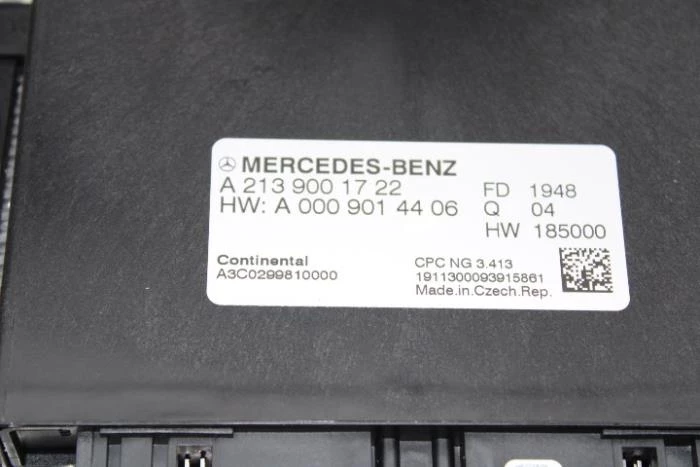 MERCEDES-BENZ
A 213 900 17 22 FD 1948
HW: A 000 901 44 06 Q 04
HW 185000
Continental
A3C0299810000
CPC NG 3.413
1911300093915861
Made.in.Czech.Rep.